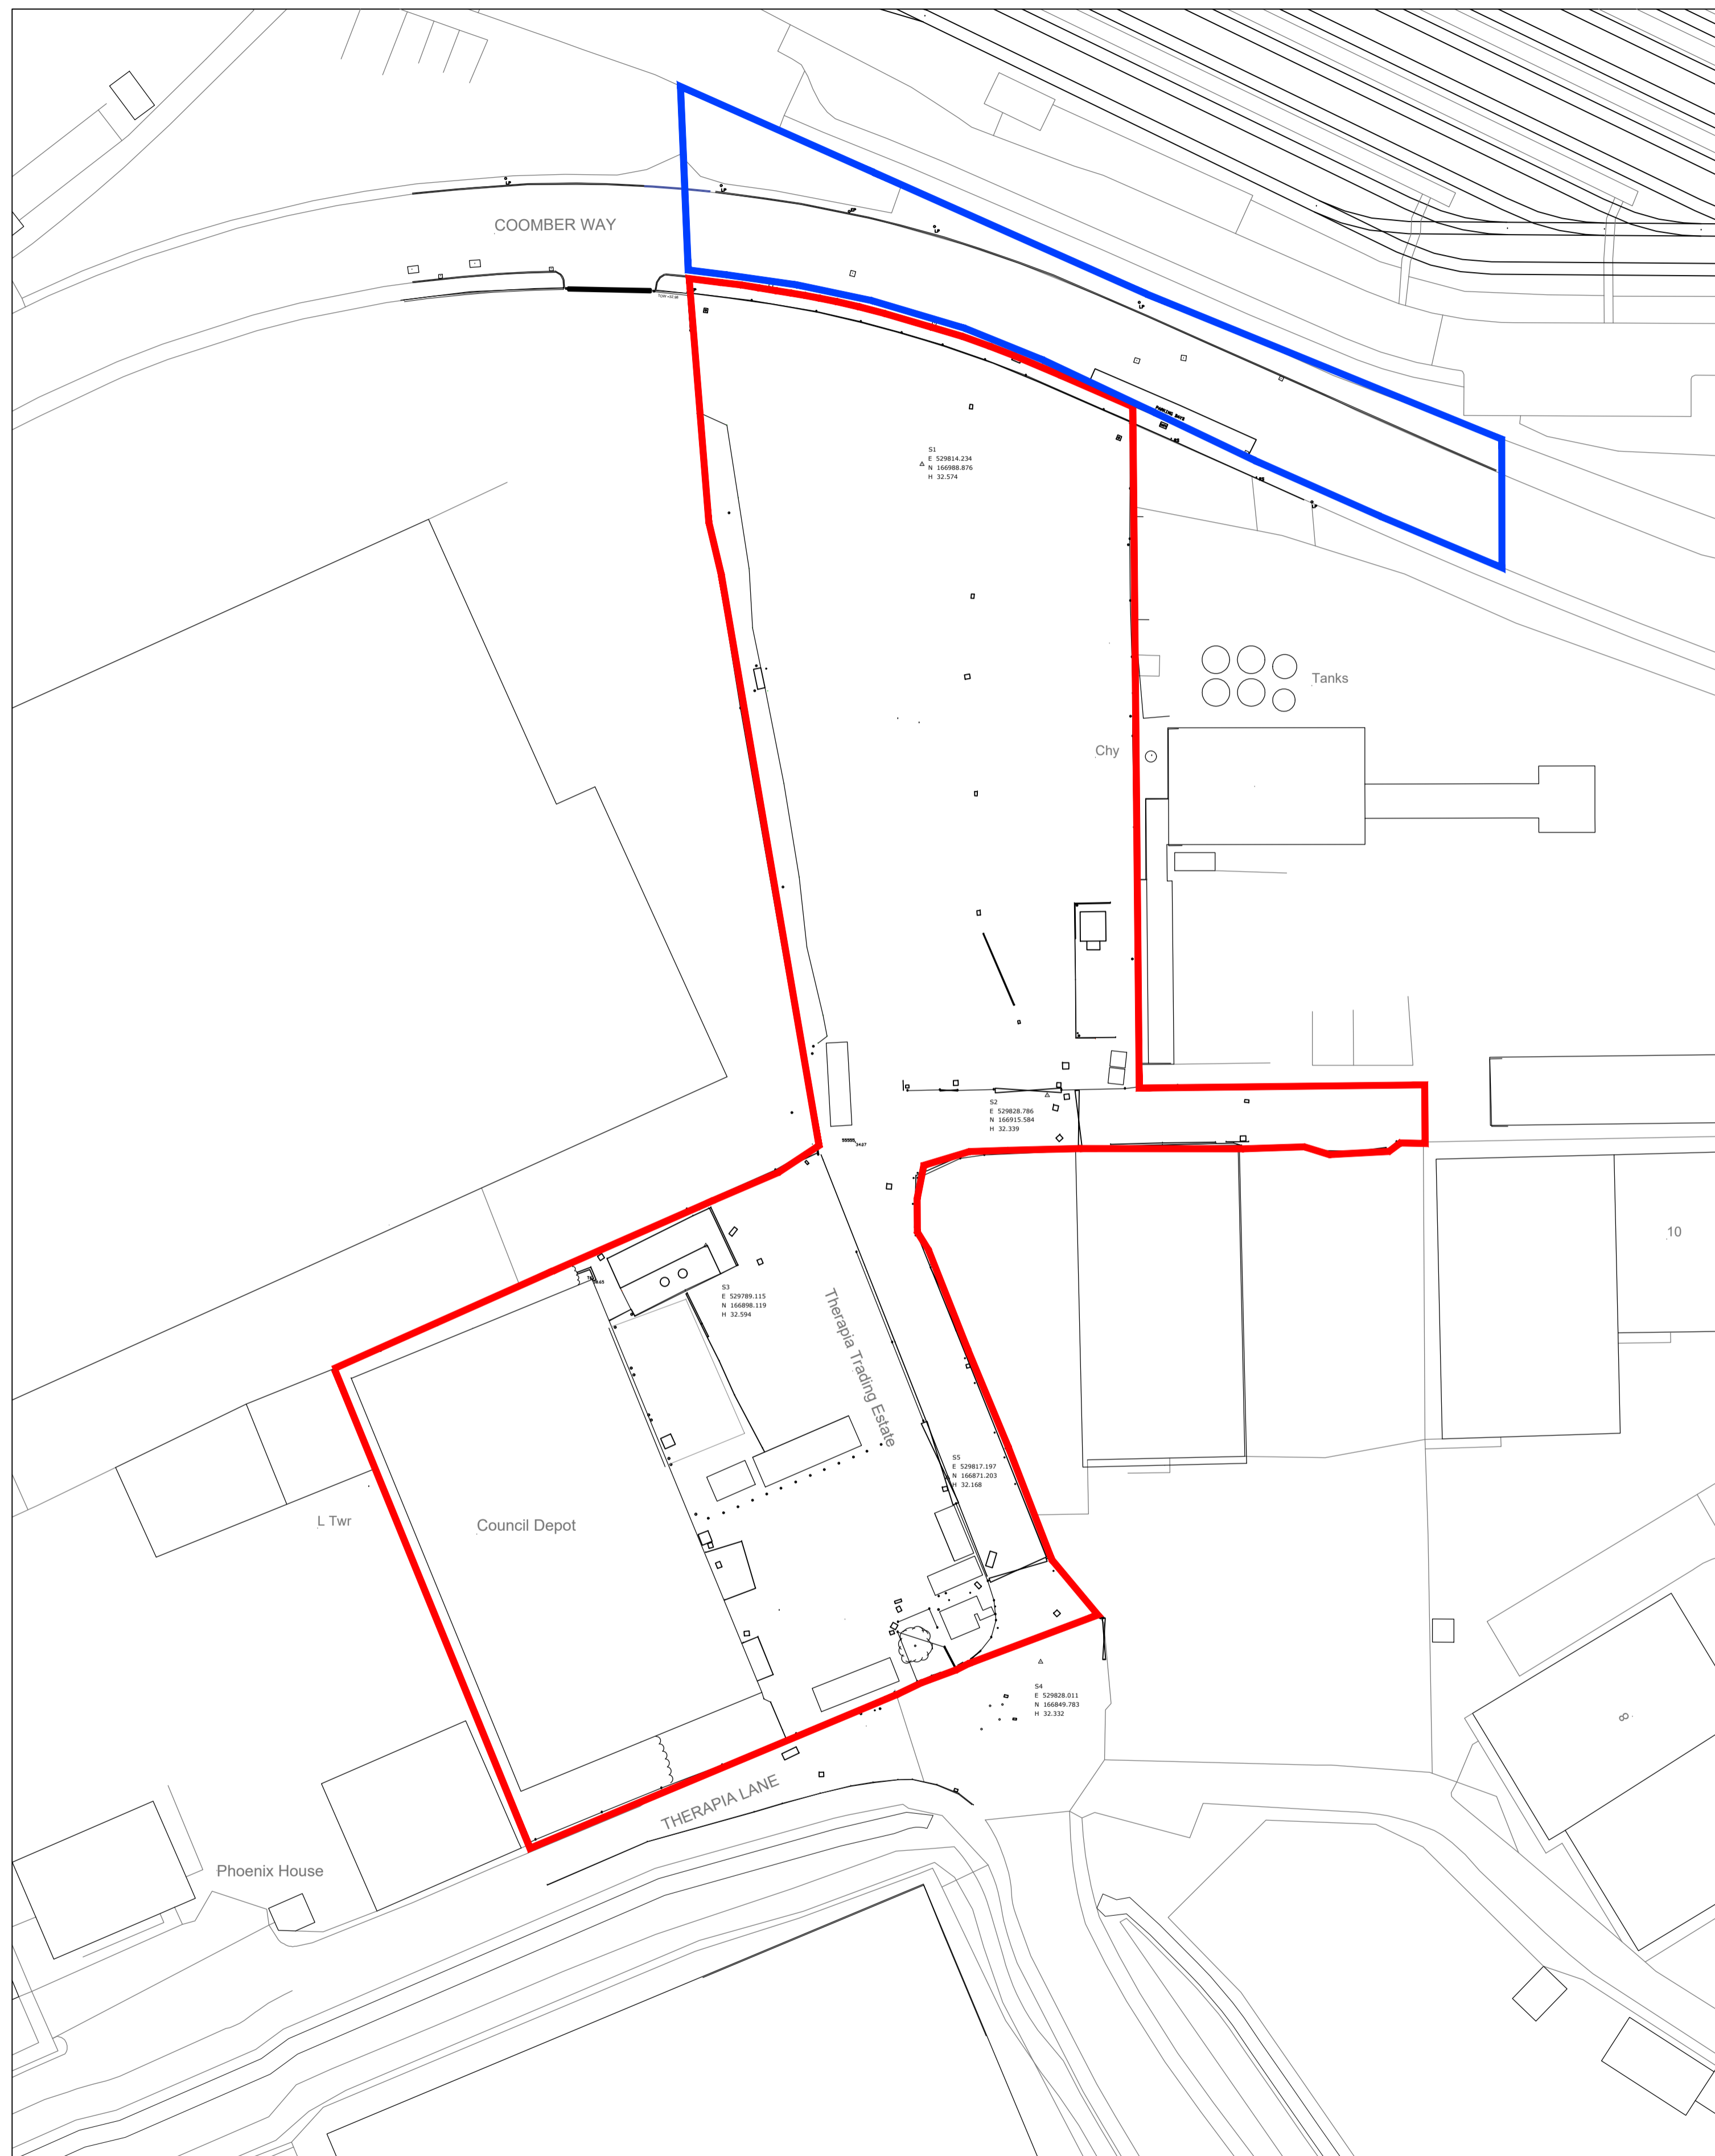 COOMBER WAY
PARKING BAYS
S1
E 529814.234
N 166988.876
H 32.574
Tanks
Chy
S2
E 529828.786
N 166915.584
H 32.339
S3
E 529789.115
N 166898.119
H 32.594
Therapia Trading Estate
10
S5
E 529817.197
N 166871.203
H 32.168
L Twr
Council Depot
S4
E 529828.011
N 166849.783
H 32.332
8
THERAPIA LANE
Phoenix House